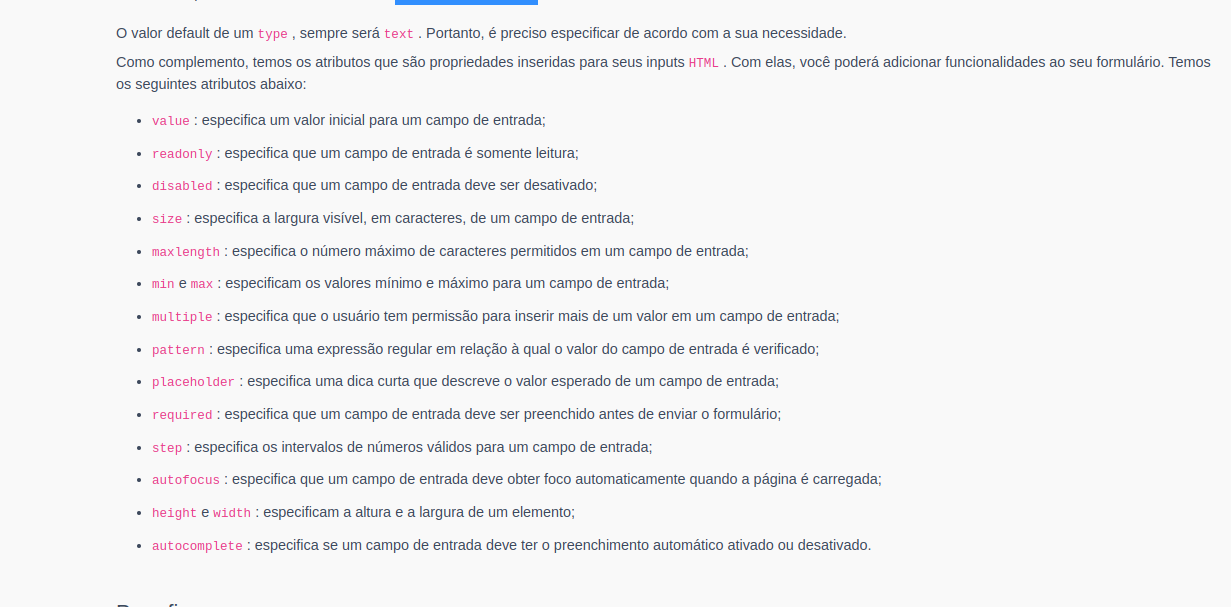 O valor default de um type , sempre será text . Portanto, é preciso especificar de acordo com a sua necessidade.
Como complemento, temos os atributos que são propriedades inseridas para seus inputs HTML . Com elas, você poderá adicionar funcionalidades ao seu formulário. Temos
os seguintes atributos abaixo:
• value : especifica um valor inicial para um campo de entrada;
• readonly : especifica que um campo de entrada é somente leitura;
• disabled : especifica que um campo de entrada deve ser desativado;
• size : especifica a largura visível, em caracteres, de um campo de entrada;
• maxlength : especifica o número máximo de caracteres permitidos em um campo de entrada;
• min e max : especificam os valores mínimo e máximo para um campo de entrada;
• multiple : especifica que o usuário tem permissão para inserir mais de um valor em um campo de entrada;
• pattern : especifica uma expressão regular em relação à qual o valor do campo de entrada é verificado;
• placeholder : especifica uma dica curta que descreve o valor esperado de um campo de entrada;
• required : especifica que um campo de entrada deve ser preenchido antes de enviar o formulário;
• step : especifica os intervalos de números válidos para um campo de entrada;
• autofocus : especifica que um campo de entrada deve obter foco automaticamente quando a página é carregada;
• height e width : especificam a altura e a largura de um elemento;
• autocomplete : especifica se um campo de entrada deve ter o preenchimento automático ativado ou desativado.